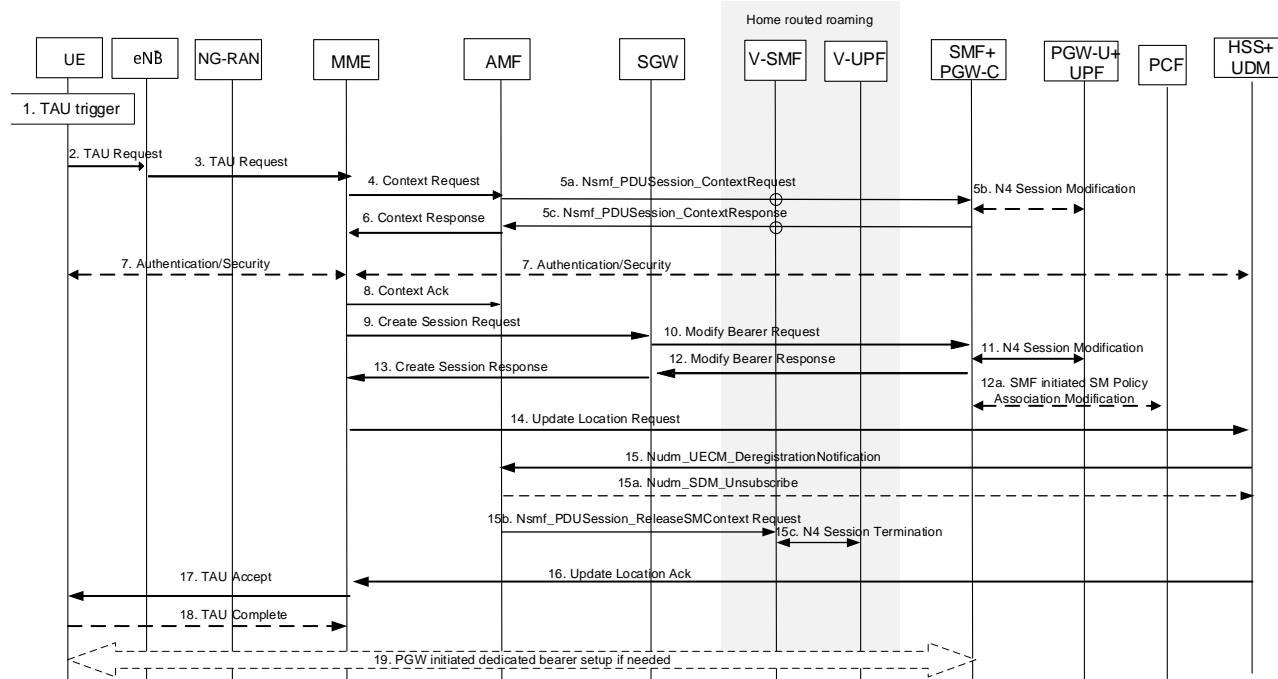 Home routed roaming
UE
eNB
NG-RAN
MME
AMF
SGW
V-SMF
V-UPF
SMF+
PGW-C
PGW-U+
UPF
PCF
HSS+
UDM
1. TAU trigger
2. TAU Request
3. TAU Request
4. Context Request
5a. Nsmf_PDUSession_ContextRequest
5b. N4 Session Modification
5c. Nsmf_PDUSession_ContextResponse
6. Context Response
7. Authentication/Security
7. Authentication/Security
8. Context Ack
9. Create Session Request
10. Modify Bearer Request
11. N4 Session Modification
12. Modify Bearer Response
13. Create Session Response
12a. SMF initiated SM Policy
Association Modification
14. Update Location Request
15. Nudm_UECM_DeregistrationNotification
15a. Nudm_SDM_Unsubscribe
15b. Nsmf_PDUSession_ReleaseSMContext Request
15c. N4 Session Termination
16. Update Location Ack
17. TAU Accept
18. TAU Complete
19. PGW initiated dedicated bearer setup if needed